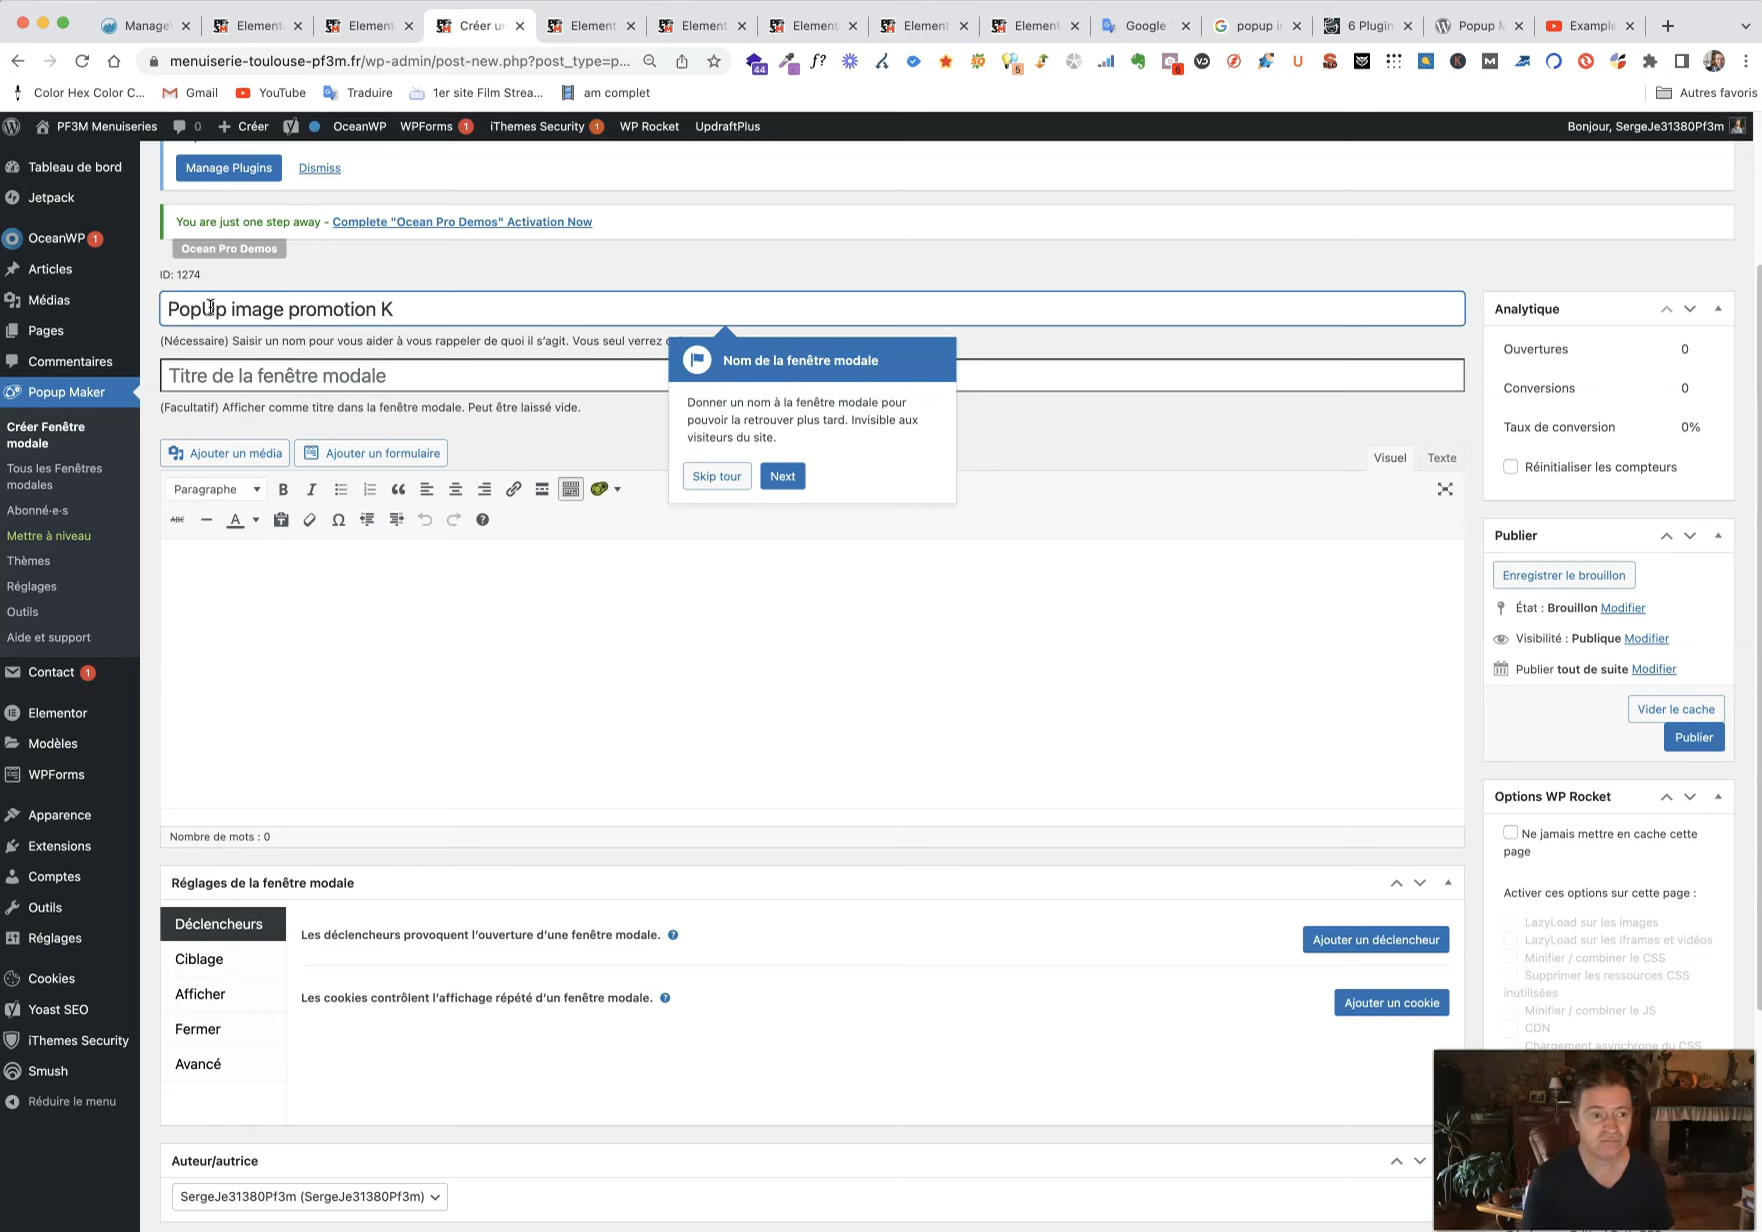 Manage
Element
Element
Créer un
Element
Element
Element
Element
Element
Google
popup in
6 Plugin
Popup M
Example
menuiserie-toulouse-pf3m.fr/wp-admin/post-new.php?post_type=p...
44
f?
5
6
Color Hex Color C...
Gmail
YouTube
Traduire
1er site Film Strea...
am complet
Autres favoris
PF3M Menuiseries
0
Créer
OceanWP
WPForms 1
iThemes Security 1
WP Rocket
UpdraftPlus
Bonjour, SergeJe31380Pf3m
Tableau de bord
Jetpack
OceanWP 1
Articles
Médias
Pages
Commentaires
Popup Maker
Créer Fenêtre
modale
Tous les Fenêtres
modales
Abonné·e·s
Mettre à niveau
Thèmes
Réglages
Outils
Aide et support
Contact 1
Elementor
Modèles
WPForms
Apparence
Extensions
Comptes
Outils
Réglages
Cookies
Yoast SEO
iThemes Security
Smush
Réduire le menu
Manage Plugins
Dismiss
You are just one step away - Complete "Ocean Pro Demos" Activation Now
Ocean Pro Demos
ID: 1274
PopUp image promotion K
(Nécessaire) Saisir un nom pour vous aider à vous rappeler de quoi il s’agit. Vous seul verrez
Titre de la fenêtre modale
(Facultatif) Afficher comme titre dans la fenêtre modale. Peut être laissé vide.
Nom de la fenêtre modale
Donner un nom à la fenêtre modale pour
pouvoir la retrouver plus tard. Invisible aux
visiteurs du site.
Skip tour
Next
Ajouter un média
Ajouter un formulaire
Visuel
Texte
Paragraphe
B
I
ABC
A
Ω
Nombre de mots : 0
Réglages de la fenêtre modale
Déclencheurs
Ciblage
Afficher
Fermer
Avancé
Les déclencheurs provoquent l’ouverture d’une fenêtre modale.
Ajouter un déclencheur
Les cookies contrôlent l’affichage répété d’un fenêtre modale.
Ajouter un cookie
Auteur/autrice
SergeJe31380Pf3m (SergeJe31380Pf3m)
Analytique
Ouvertures 0
Conversions 0
Taux de conversion 0%
Réinitialiser les compteurs
Publier
Enregistrer le brouillon
État : Brouillon Modifier
Visibilité : Publique Modifier
Publier tout de suite Modifier
Vider le cache
Publier
Options WP Rocket
Ne jamais mettre en cache cette
page
Activer ces options sur cette page :
LazyLoad sur les images
LazyLoad sur les iframes et vidéos
Minifier / combiner le CSS
Supprimer les ressources CSS
inutilisées
Minifier / combiner le JS
CDN
Chargement asynchrone du CSS